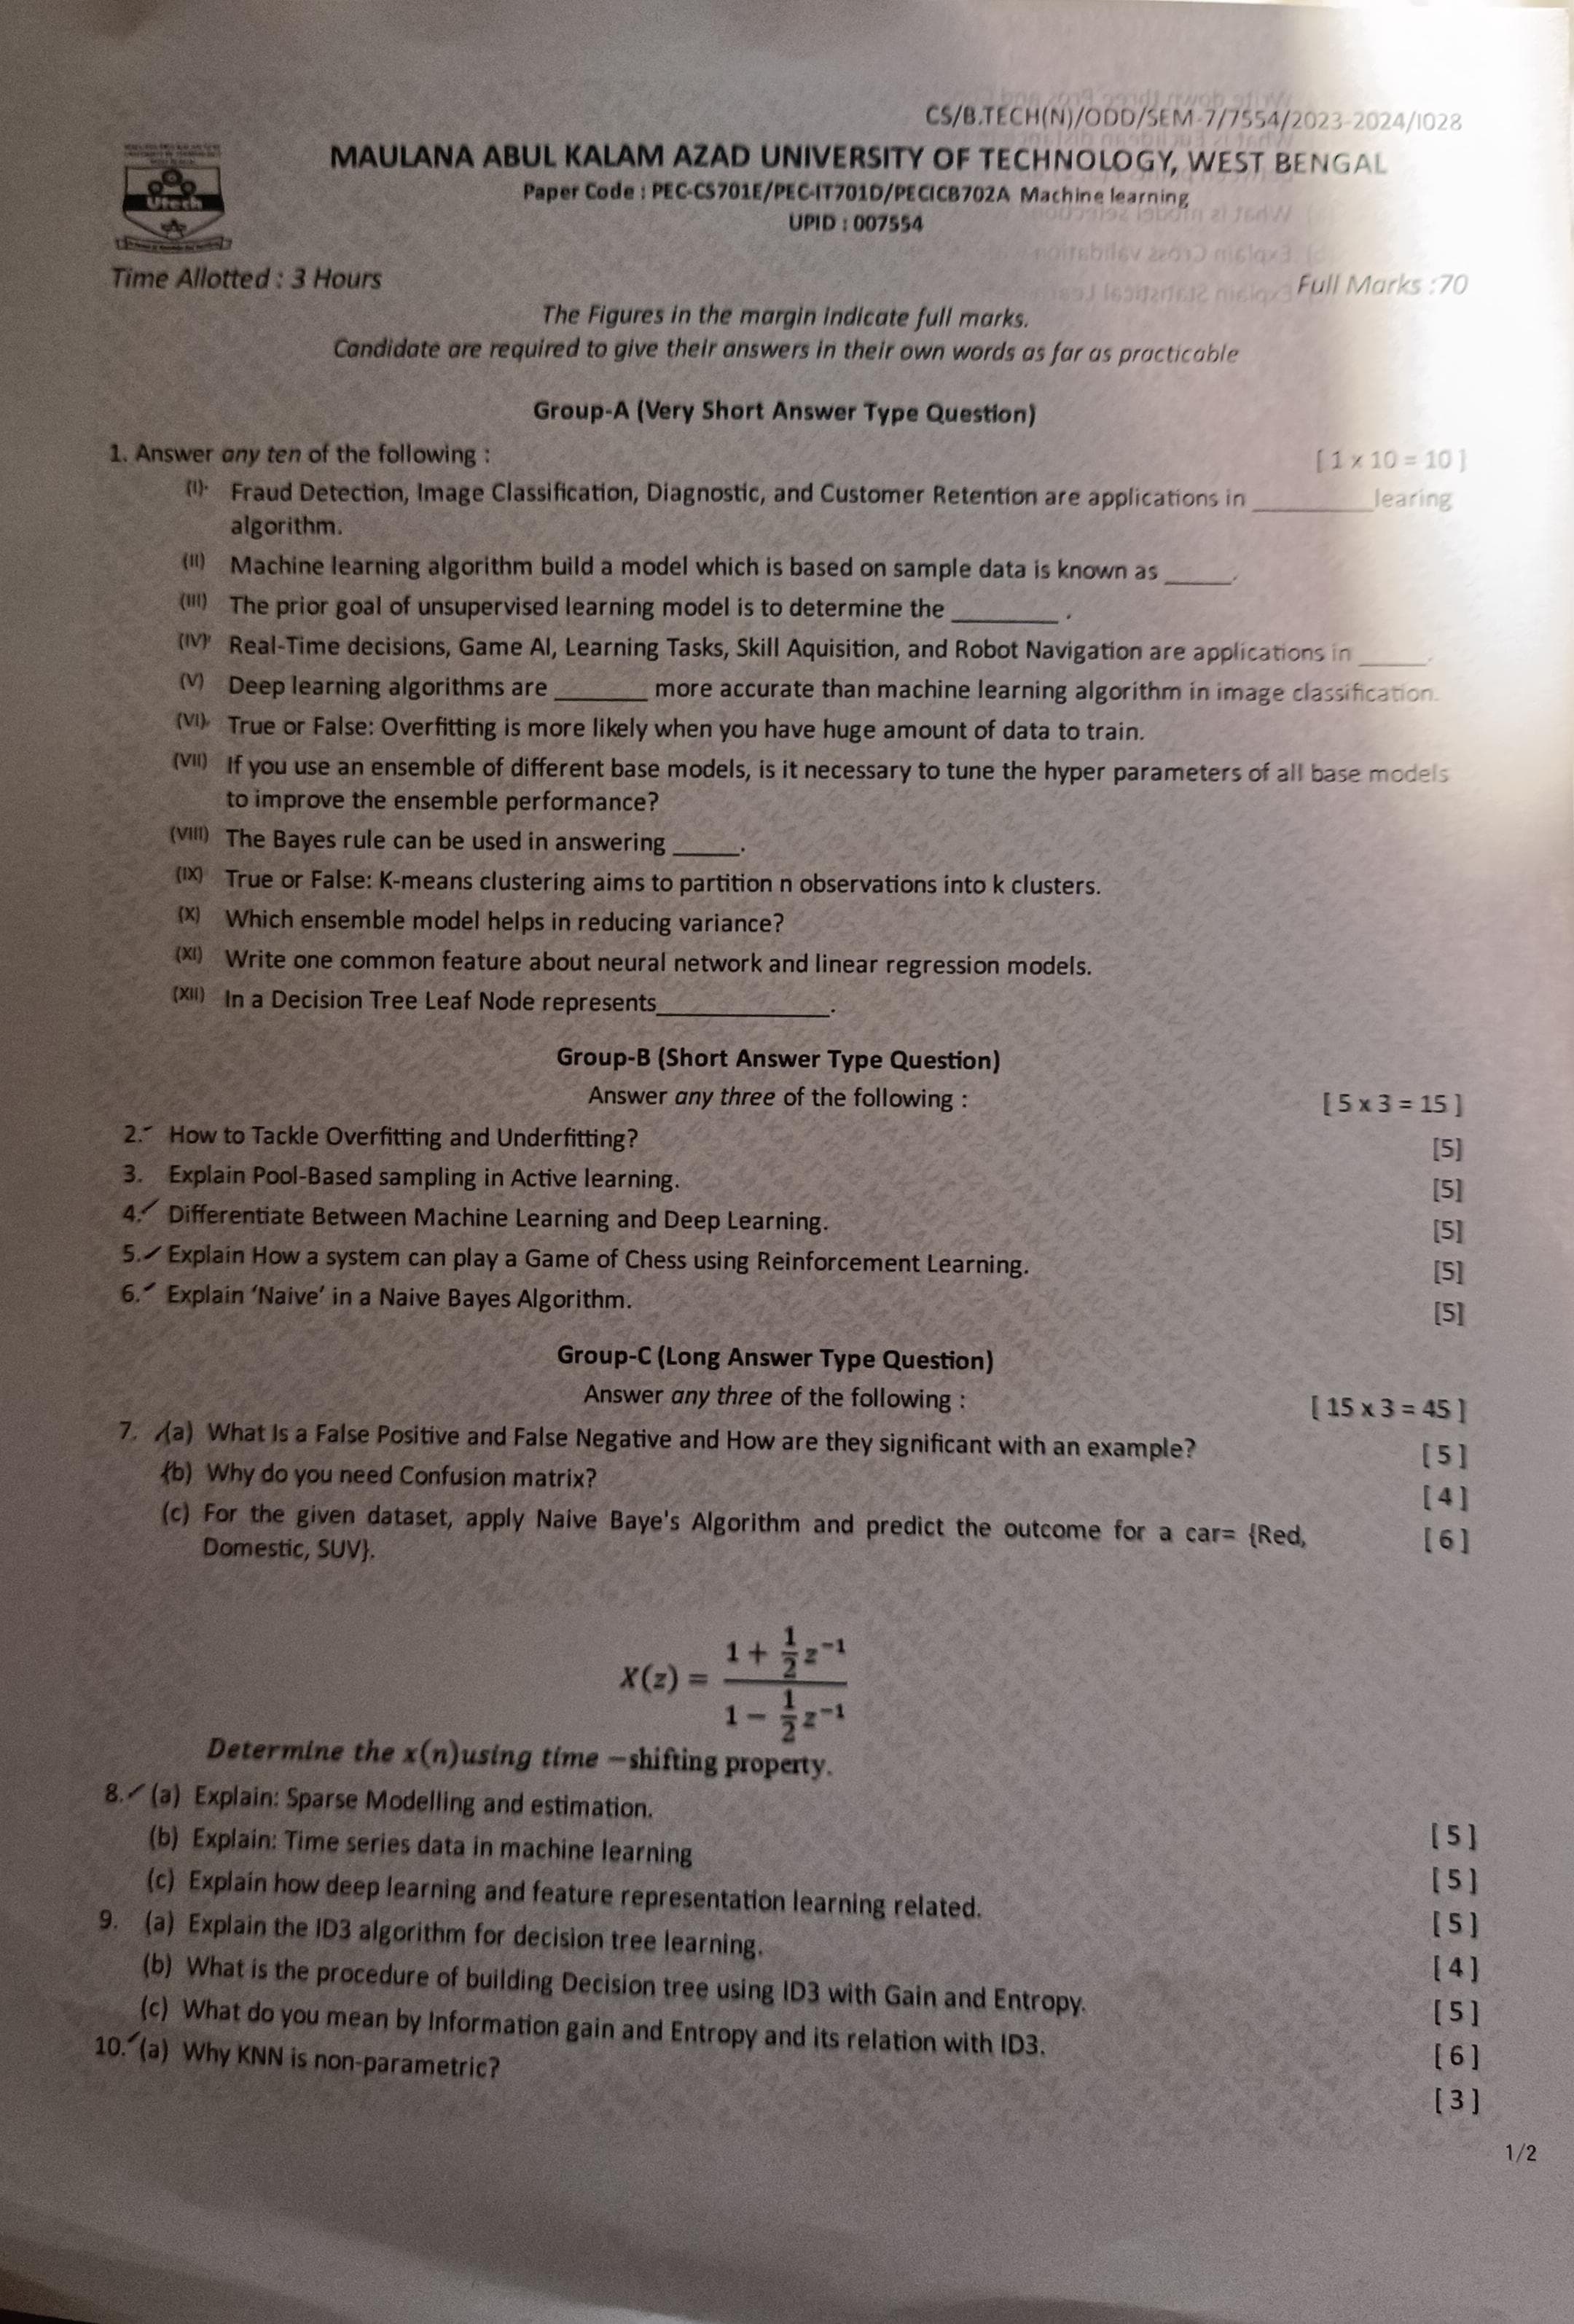 CS/B.TECH(N)/ODD/SEM-7/7554/2023-2024/I028
MAULANA ABUL KALAM AZAD UNIVERSITY OF TECHNOLOGY, WEST BENGAL
Paper Code : PEC-CS701E/PEC-IT701D/PECICB702A Machine learning
UPID : 007554
Utech
Time Allotted : 3 Hours
Full Marks :70
The Figures in the margin indicate full marks.
Candidate are required to give their answers in their own words as far as practicable
Group-A (Very Short Answer Type Question)
1. Answer any ten of the following : [ 1 x 10 = 10 ]
(I) Fraud Detection, Image Classification, Diagnostic, and Customer Retention are applications in ________learing
algorithm.
(II) Machine learning algorithm build a model which is based on sample data is known as _____.
(III) The prior goal of unsupervised learning model is to determine the ________ .
(IV) Real-Time decisions, Game AI, Learning Tasks, Skill Aquisition, and Robot Navigation are applications in _____.
(V) Deep learning algorithms are _______ more accurate than machine learning algorithm in image classification.
(VI) True or False: Overfitting is more likely when you have huge amount of data to train.
(VII) If you use an ensemble of different base models, is it necessary to tune the hyper parameters of all base models
to improve the ensemble performance?
(VIII) The Bayes rule can be used in answering _____.
(IX) True or False: K-means clustering aims to partition n observations into k clusters.
(X) Which ensemble model helps in reducing variance?
(XI) Write one common feature about neural network and linear regression models.
(XII) In a Decision Tree Leaf Node represents_____________.
Group-B (Short Answer Type Question)
Answer any three of the following : [ 5 x 3 = 15 ]
2. How to Tackle Overfitting and Underfitting? [5]
3. Explain Pool-Based sampling in Active learning. [5]
4. Differentiate Between Machine Learning and Deep Learning. [5]
5. Explain How a system can play a Game of Chess using Reinforcement Learning. [5]
6. Explain ‘Naive’ in a Naive Bayes Algorithm. [5]
Group-C (Long Answer Type Question)
Answer any three of the following : [ 15 x 3 = 45 ]
7. (a) What Is a False Positive and False Negative and How are they significant with an example? [ 5 ]
(b) Why do you need Confusion matrix? [ 4 ]
(c) For the given dataset, apply Naive Baye's Algorithm and predict the outcome for a car= {Red, [ 6 ]
Domestic, SUV}.
X(z) = (1 + 1/2 z⁻¹) / (1 − 1/2 z⁻¹)
Determine the x(n)using time −shifting property.
8. (a) Explain: Sparse Modelling and estimation. [ 5 ]
(b) Explain: Time series data in machine learning [ 5 ]
(c) Explain how deep learning and feature representation learning related. [ 5 ]
9. (a) Explain the ID3 algorithm for decision tree learning. [ 4 ]
(b) What is the procedure of building Decision tree using ID3 with Gain and Entropy. [ 5 ]
(c) What do you mean by Information gain and Entropy and its relation with ID3. [ 6 ]
10. (a) Why KNN is non-parametric? [ 3 ]
1/2